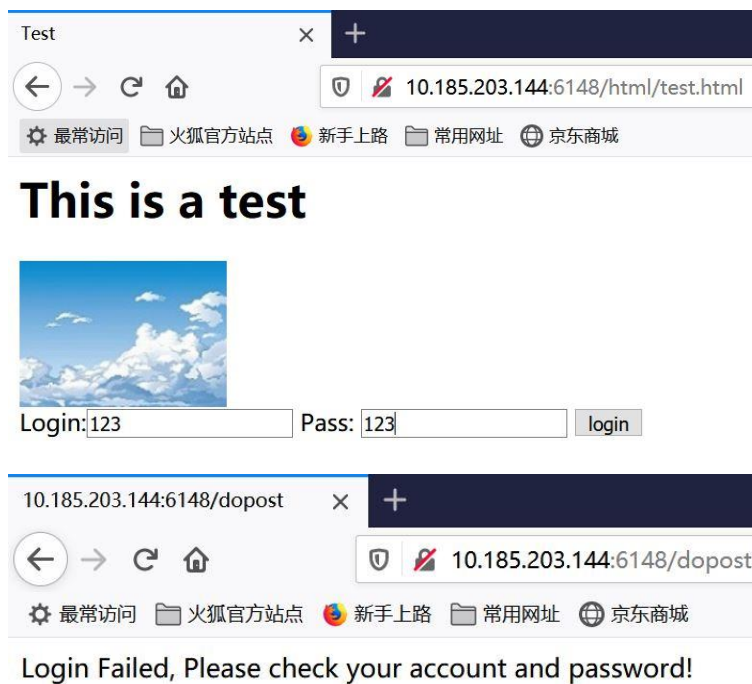 Test
10.185.203.144:6148/html/test.html
最常访问 火狐官方站点 新手上路 常用网址 京东商城
This is a test
Login:123 Pass: 123 login
10.185.203.144:6148/dopost
10.185.203.144:6148/dopost
最常访问 火狐官方站点 新手上路 常用网址 京东商城
Login Failed, Please check your account and password!